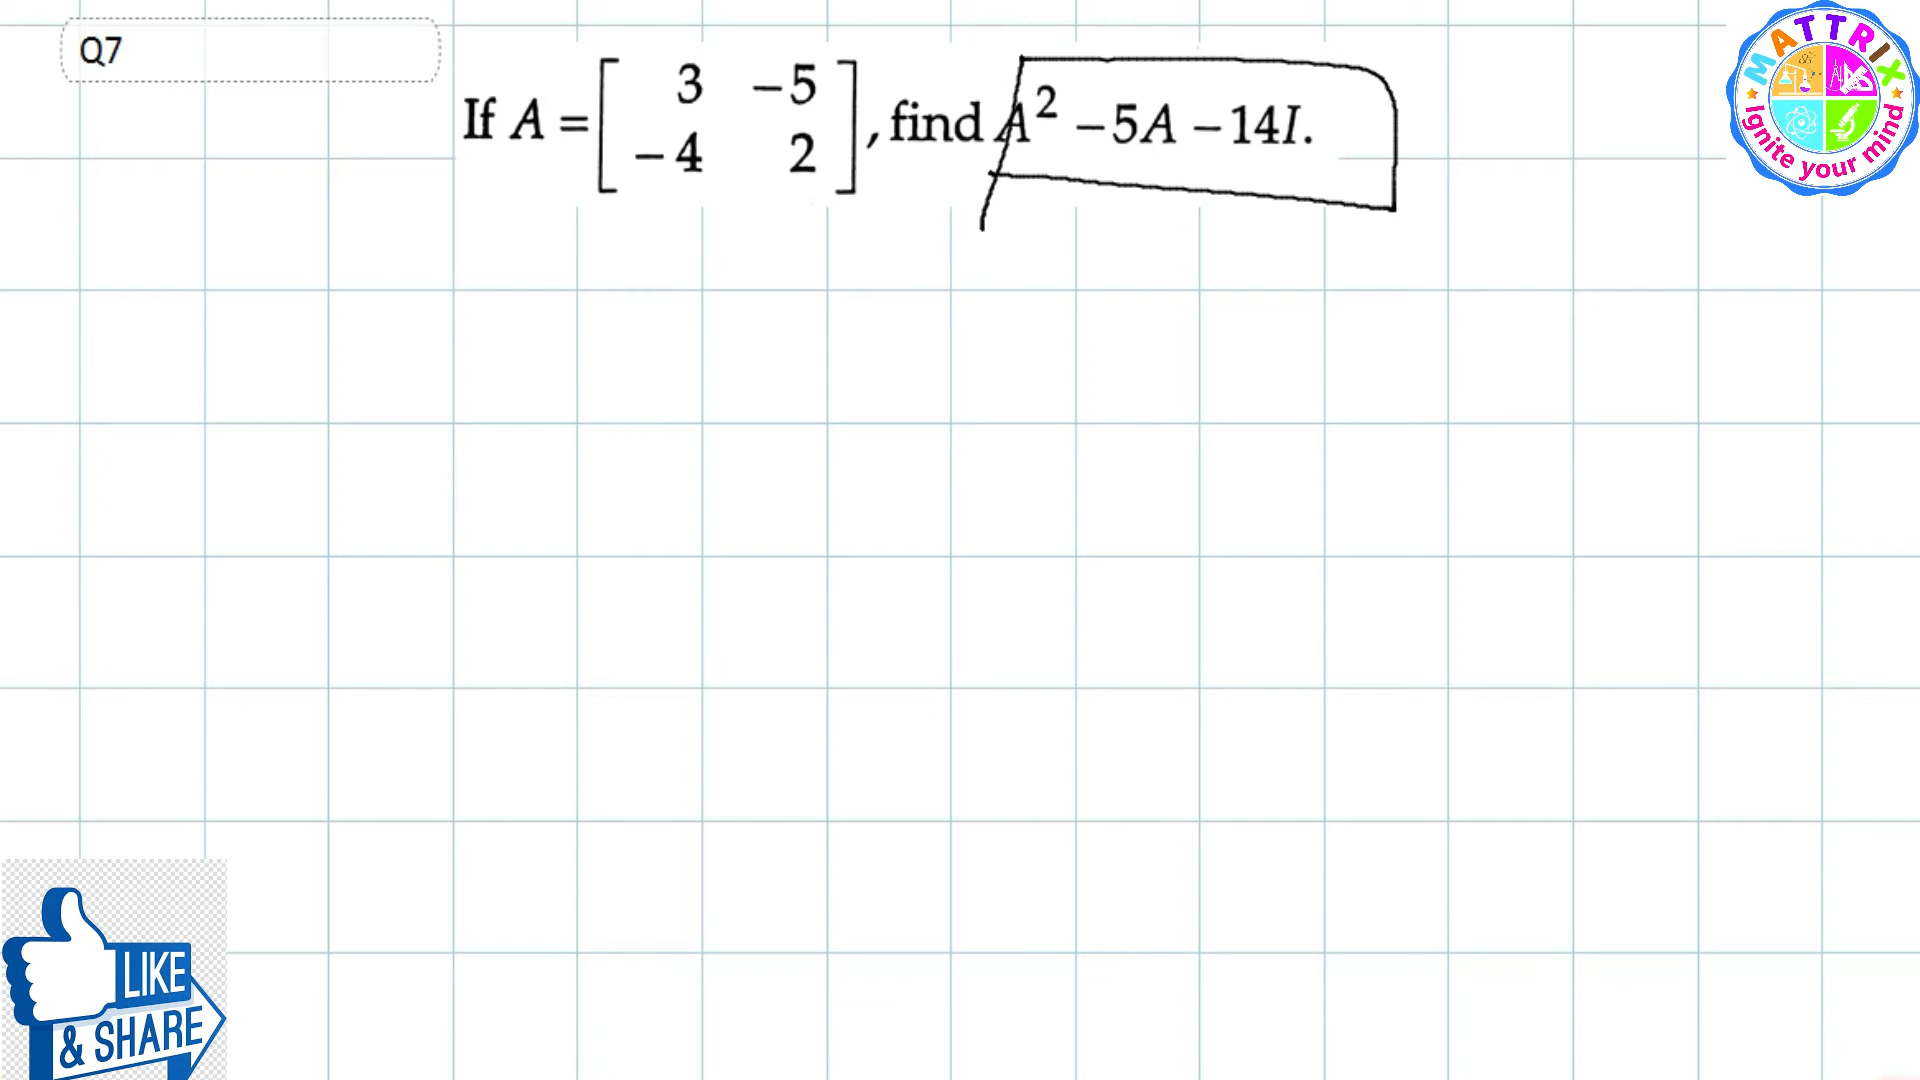 Q7
If A = [ 3 −5
−4 2 ] , find A² − 5A − 14I.
MATTRIX
Ignite your mind
LIKE
& SHARE